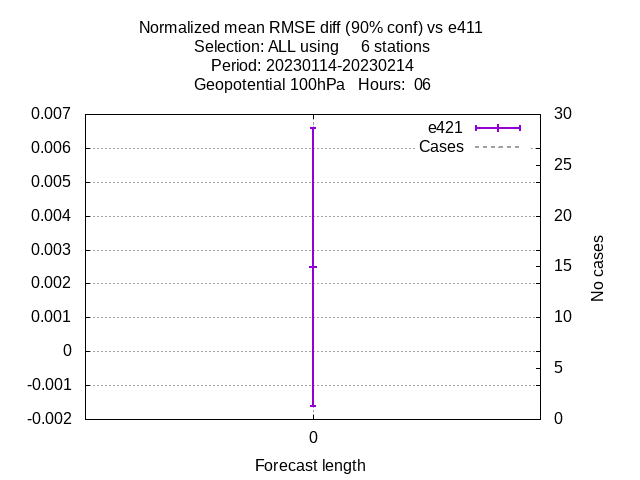 Normalized mean RMSE diff (90% conf) vs e411
Selection: ALL using     6 stations
Period: 20230114-20230214
Geopotential 100hPa   Hours:  06
0.007
0.006
0.005
0.004
0.003
0.002
0.001
0
-0.001
-0.002
e421
Cases
30
25
20
15
10
5
0
No cases
0
Forecast length